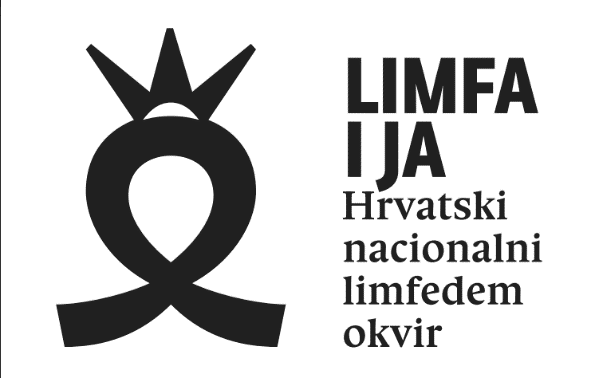 LIMFA
I JA
Hrvatski
nacionalni
limfedem
okvir